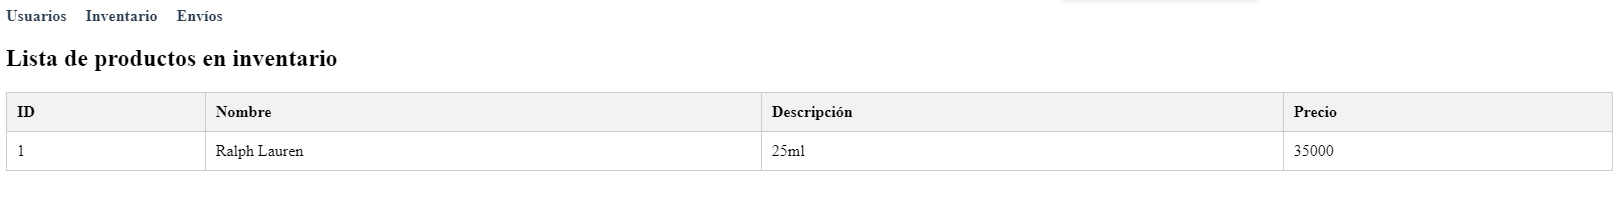 Usuarios Inventario Envíos
Lista de productos en inventario
ID Nombre Descripción Precio
1 Ralph Lauren 25ml 35000